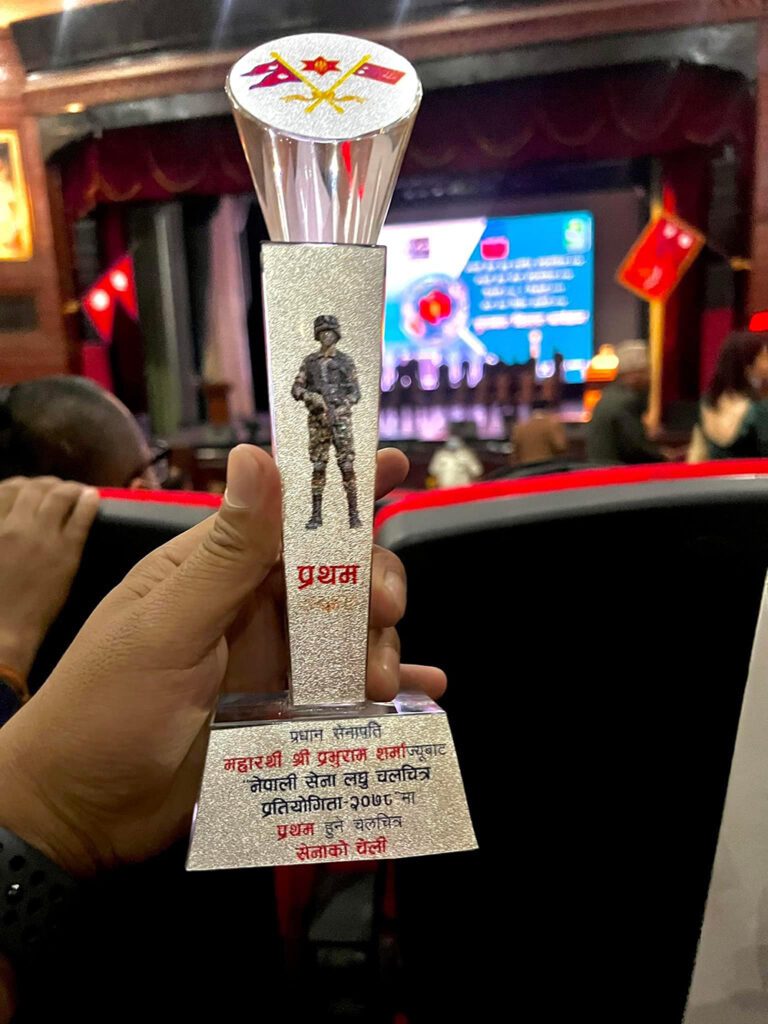 प्रथम
प्रधान सेनापति
महारथी श्री प्रभुराम शर्माज्यूबाट
"नेपाली सेना लघु चलचित्र
प्रतियोगिता-२०७८"मा
प्रथम हुने चलचित्र
सेनाको चेली